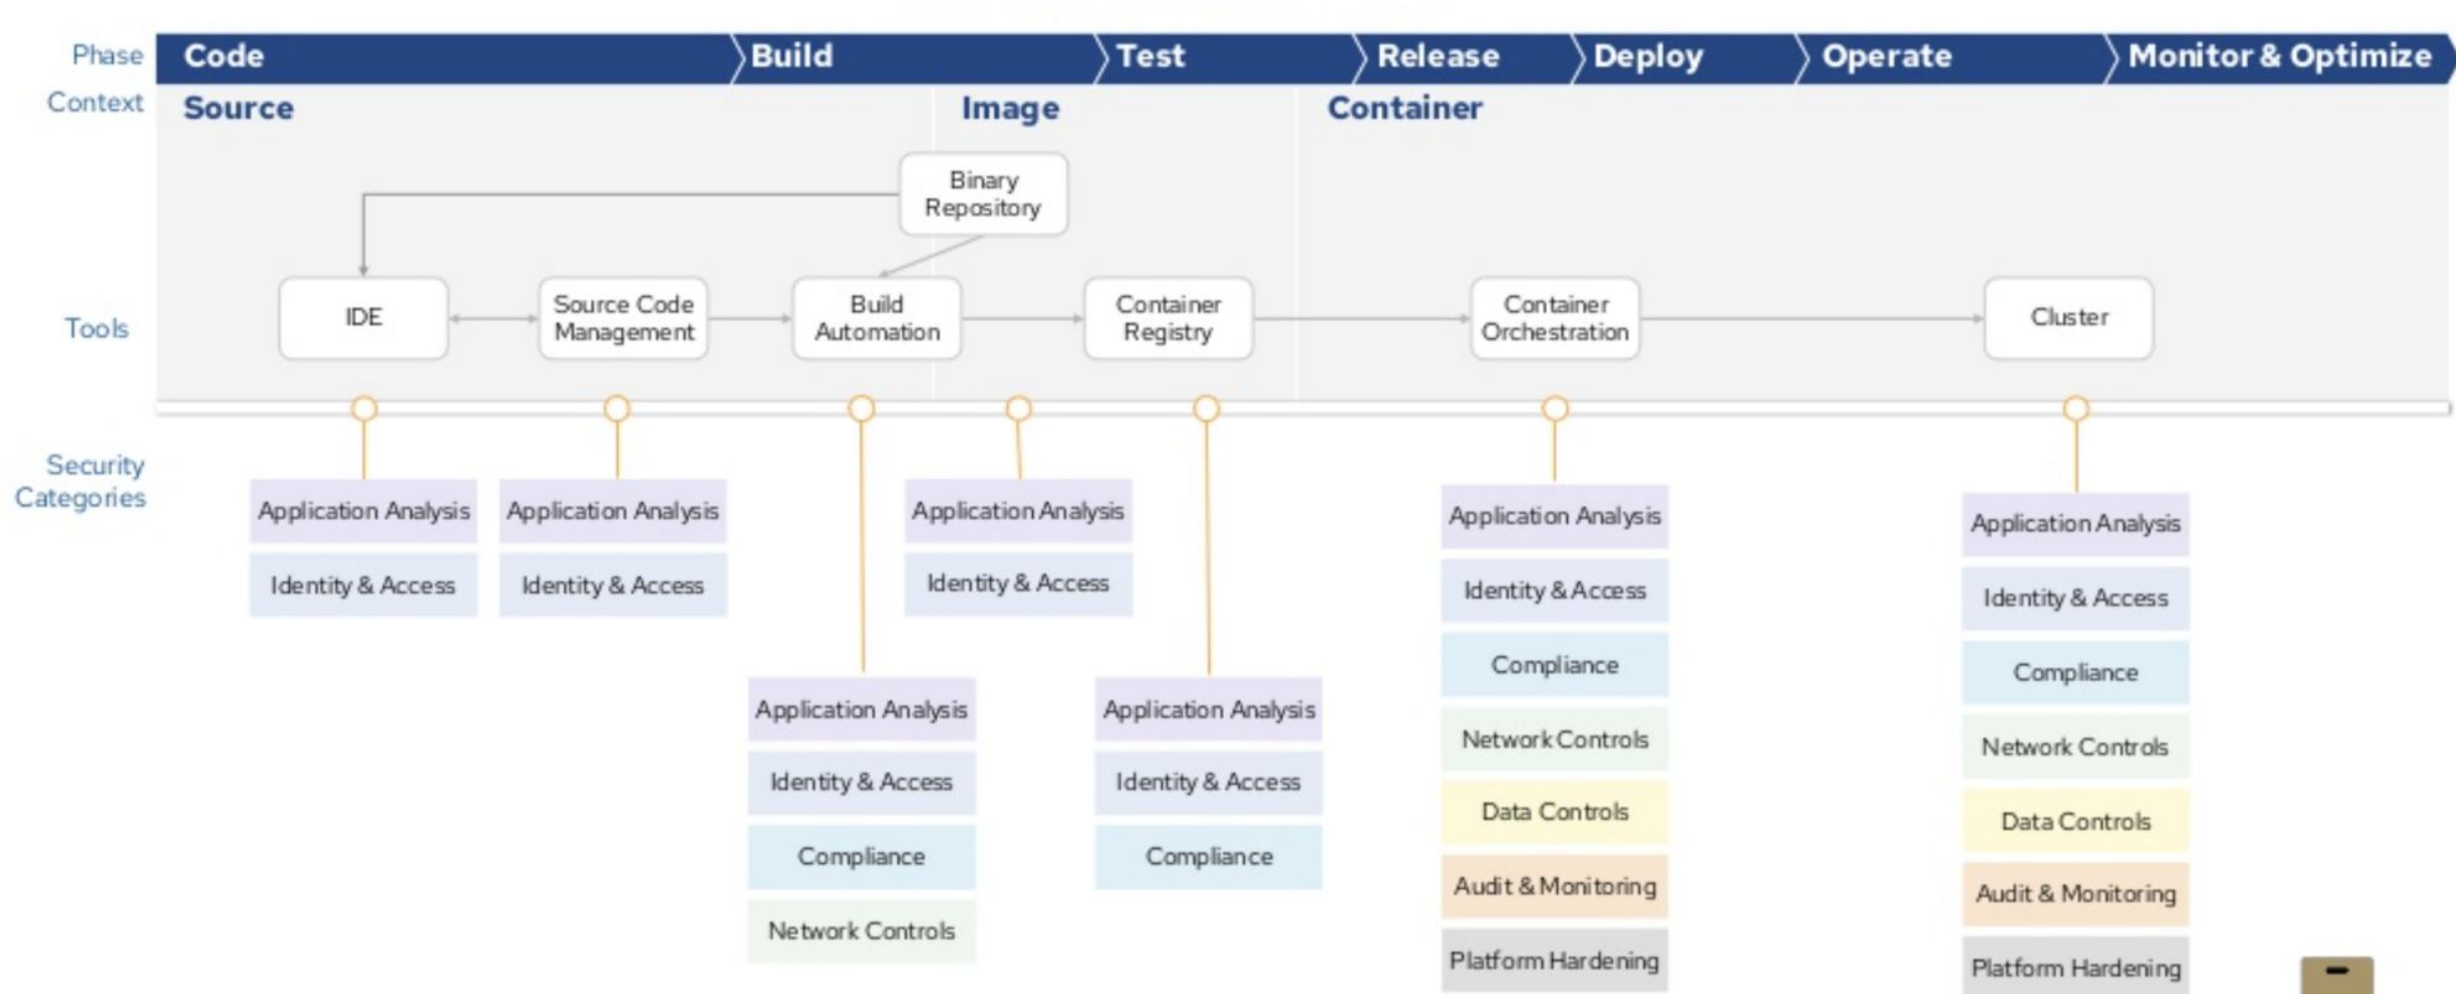 Phase
Code
Build
Test
Release
Deploy
Operate
Monitor & Optimize
Context
Source
Image
Container
Binary
Repository
Tools
IDE
Source Code
Management
Build
Automation
Container
Registry
Container
Orchestration
Cluster
Security
Categories
Application Analysis
Identity & Access
Application Analysis
Identity & Access
Application Analysis
Identity & Access
Compliance
Network Controls
Application Analysis
Identity & Access
Application Analysis
Identity & Access
Compliance
Application Analysis
Identity & Access
Compliance
Network Controls
Data Controls
Audit & Monitoring
Platform Hardening
Application Analysis
Identity & Access
Compliance
Network Controls
Data Controls
Audit & Monitoring
Platform Hardening